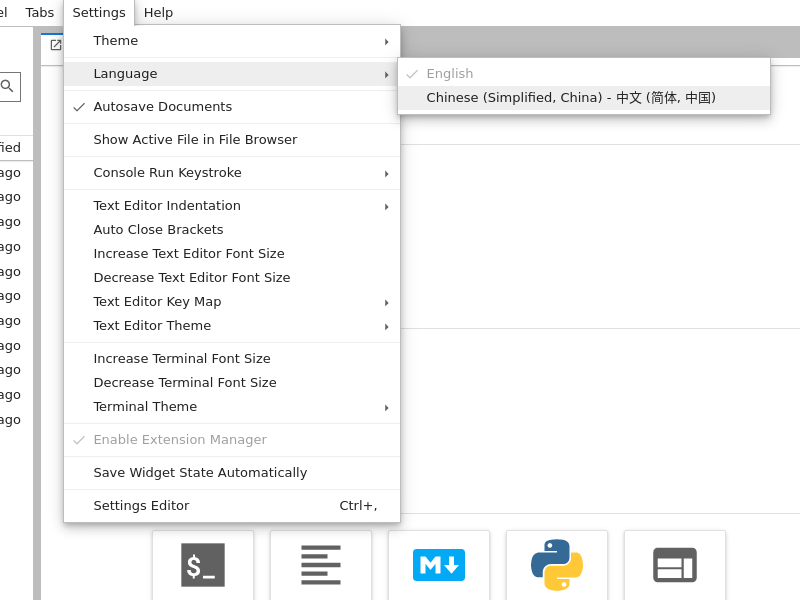 el Tabs Settings Help
Theme
Language
Autosave Documents
Show Active File in File Browser
Console Run Keystroke
Text Editor Indentation
Auto Close Brackets
Increase Text Editor Font Size
Decrease Text Editor Font Size
Text Editor Key Map
Text Editor Theme
Increase Terminal Font Size
Decrease Terminal Font Size
Terminal Theme
Enable Extension Manager
Save Widget State Automatically
Settings Editor Ctrl+,
English
Chinese (Simplified, China) - 中文 (简体, 中国)
fied
ago
ago
ago
ago
ago
ago
ago
ago
ago
ago
ago
$_
M